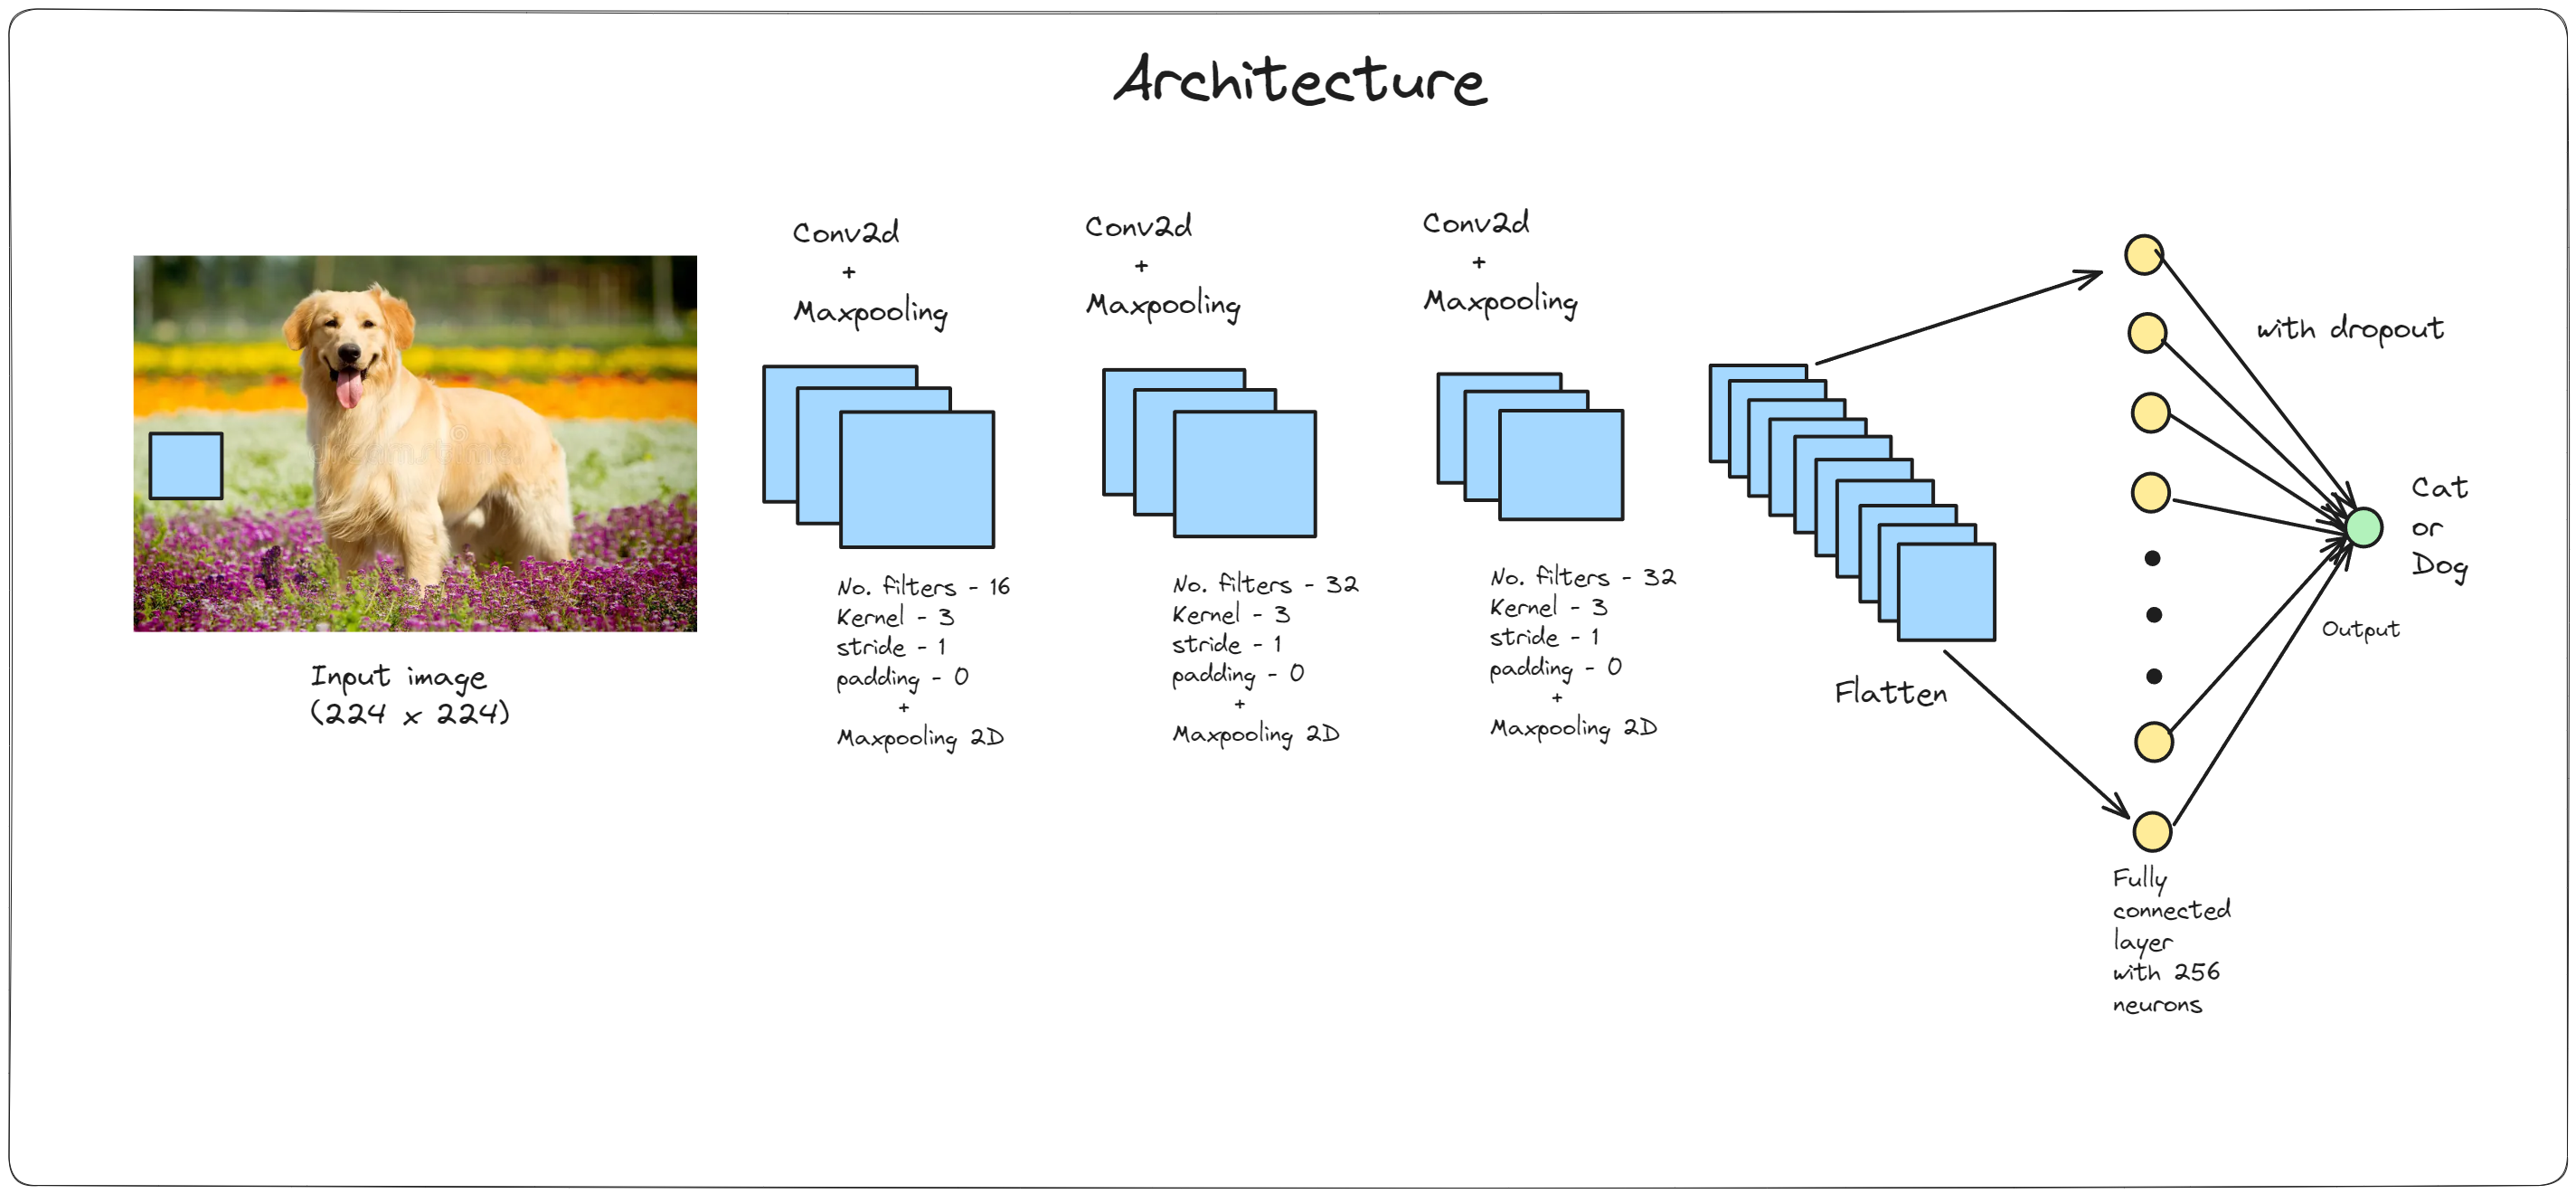 Architecture
Conv2d
+
Maxpooling
Conv2d
+
Maxpooling
Conv2d
+
Maxpooling
Input image
(224 x 224)
No. filters - 16
Kernel - 3
stride - 1
padding - 0
+
Maxpooling 2D
No. filters - 32
Kernel - 3
stride - 1
padding - 0
+
Maxpooling 2D
No. filters - 32
Kernel - 3
stride - 1
padding - 0
+
Maxpooling 2D
Flatten
with dropout
Cat
or
Dog
Output
Fully
connected
layer
with 256
neurons